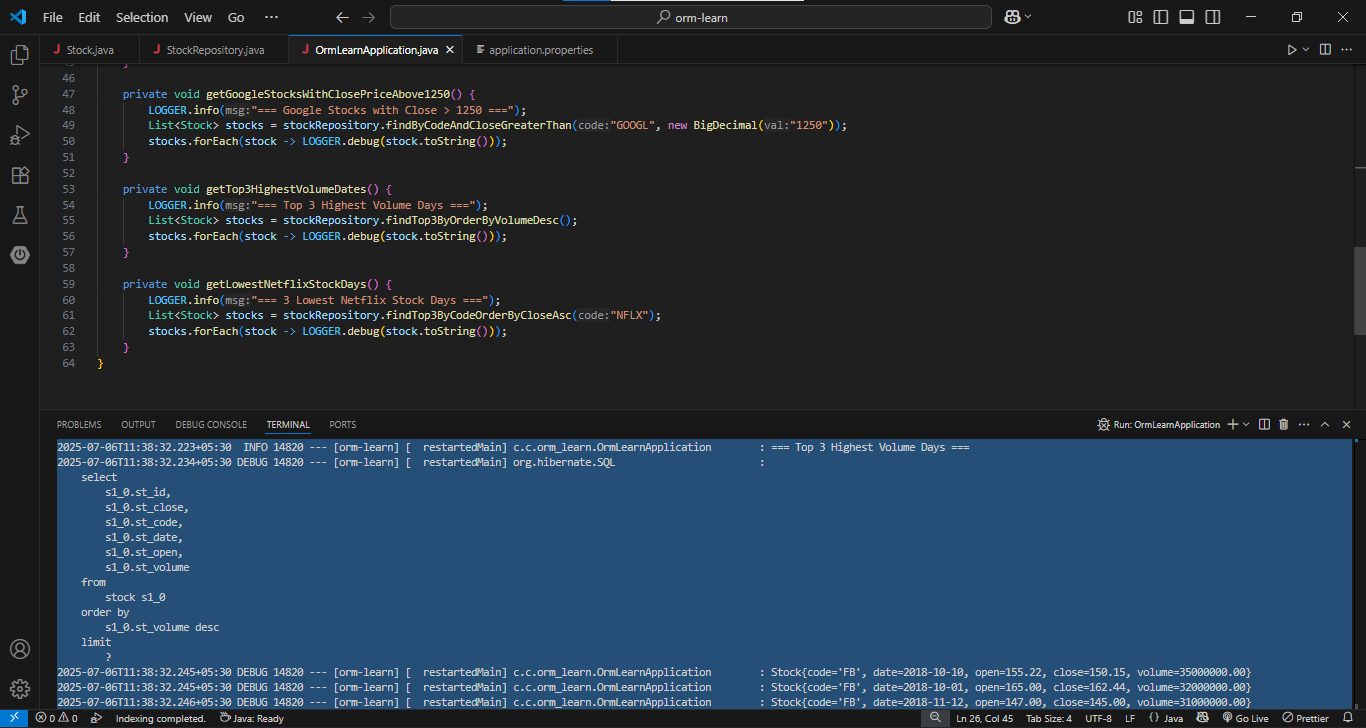 File Edit Selection View Go ··· orm-learn
Stock.java StockRepository.java OrmLearnApplication.java application.properties
46
47 private void getGoogleStocksWithClosePriceAbove1250() {
48 LOGGER.info(msg:"=== Google Stocks with Close > 1250 ===");
49 List<Stock> stocks = stockRepository.findByCodeAndCloseGreaterThan(code:"GOOGL", new BigDecimal(val:"1250"));
50 stocks.forEach(stock -> LOGGER.debug(stock.toString()));
51 }
52
53 private void getTop3HighestVolumeDates() {
54 LOGGER.info(msg:"=== Top 3 Highest Volume Days ===");
55 List<Stock> stocks = stockRepository.findTop3ByOrderByVolumeDesc();
56 stocks.forEach(stock -> LOGGER.debug(stock.toString()));
57 }
58
59 private void getLowestNetflixStockDays() {
60 LOGGER.info(msg:"=== 3 Lowest Netflix Stock Days ===");
61 List<Stock> stocks = stockRepository.findTop3ByCodeOrderByCloseAsc(code:"NFLX");
62 stocks.forEach(stock -> LOGGER.debug(stock.toString()));
63 }
64 }
PROBLEMS OUTPUT DEBUG CONSOLE TERMINAL PORTS Run: OrmLearnApplication
2025-07-06T11:38:32.223+05:30 INFO 14820 --- [orm-learn] [ restartedMain] c.c.orm_learn.OrmLearnApplication : === Top 3 Highest Volume Days ===
2025-07-06T11:38:32.234+05:30 DEBUG 14820 --- [orm-learn] [ restartedMain] org.hibernate.SQL :
select
s1_0.st_id,
s1_0.st_close,
s1_0.st_code,
s1_0.st_date,
s1_0.st_open,
s1_0.st_volume
from
stock s1_0
order by
s1_0.st_volume desc
limit
?
2025-07-06T11:38:32.245+05:30 DEBUG 14820 --- [orm-learn] [ restartedMain] c.c.orm_learn.OrmLearnApplication : Stock{code='FB', date=2018-10-10, open=155.22, close=150.15, volume=35000000.00}
2025-07-06T11:38:32.245+05:30 DEBUG 14820 --- [orm-learn] [ restartedMain] c.c.orm_learn.OrmLearnApplication : Stock{code='FB', date=2018-10-01, open=165.00, close=162.44, volume=32000000.00}
2025-07-06T11:38:32.246+05:30 DEBUG 14820 --- [orm-learn] [ restartedMain] c.c.orm_learn.OrmLearnApplication : Stock{code='FB', date=2018-11-12, open=147.00, close=145.00, volume=31000000.00}
0 0 Indexing completed. Java: Ready Ln 26, Col 45 Tab Size: 4 UTF-8 LF {} Java Go Live Prettier